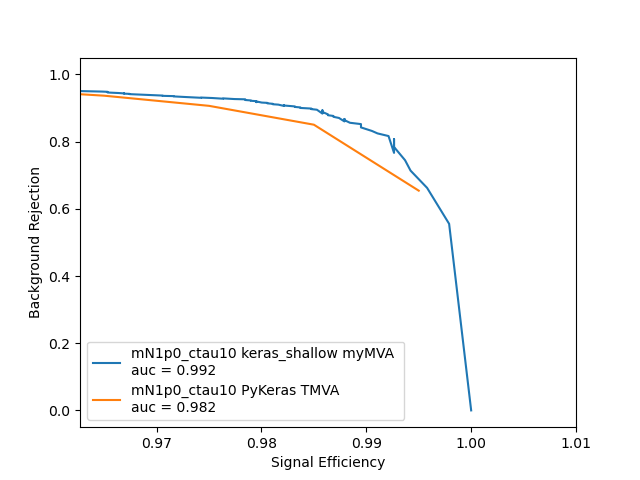 1.0
0.8
0.6
0.4
0.2
0.0
Background Rejection
mN1p0_ctau10 keras_shallow myMVA
auc = 0.992
mN1p0_ctau10 PyKeras TMVA
auc = 0.982
0.97 0.98 0.99 1.00 1.01
Signal Efficiency